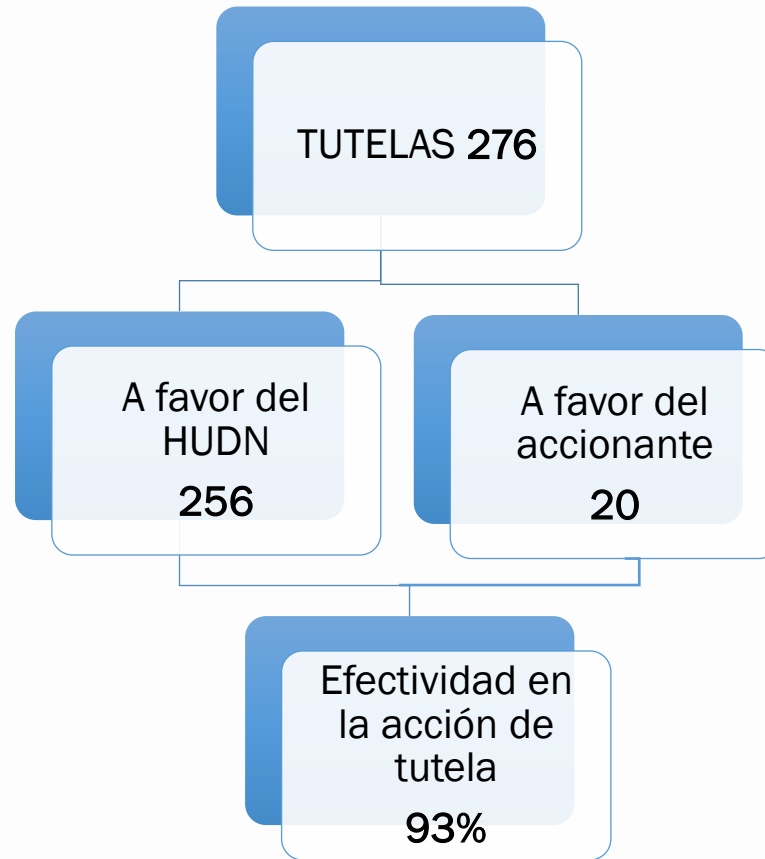 TUTELAS 276
A favor del
HUDN
256
A favor del
accionante
20
Efectividad en
la acción de
tutela
93%